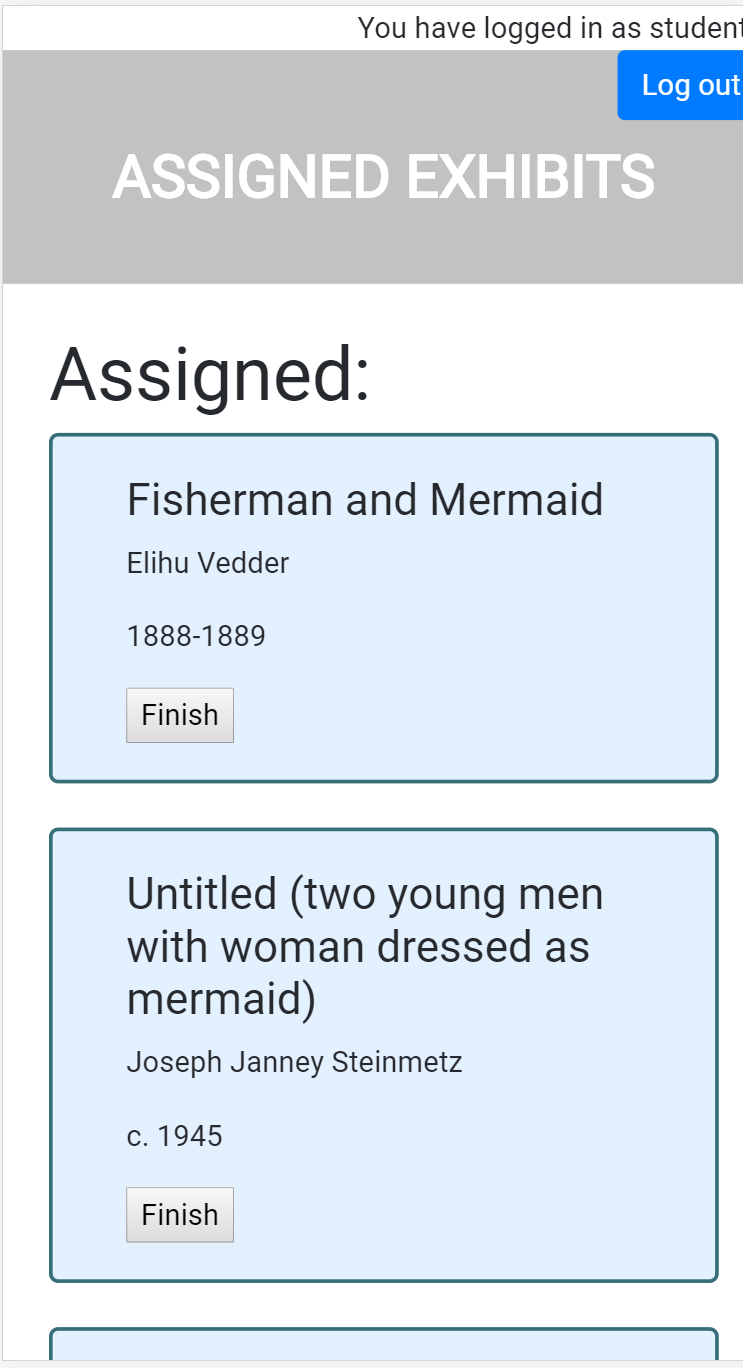 You have logged in as student
Log out
ASSIGNED EXHIBITS
Assigned:
Fisherman and Mermaid
Elihu Vedder
1888-1889
Finish
Untitled (two young men
with woman dressed as
mermaid)
Joseph Janney Steinmetz
c. 1945
Finish